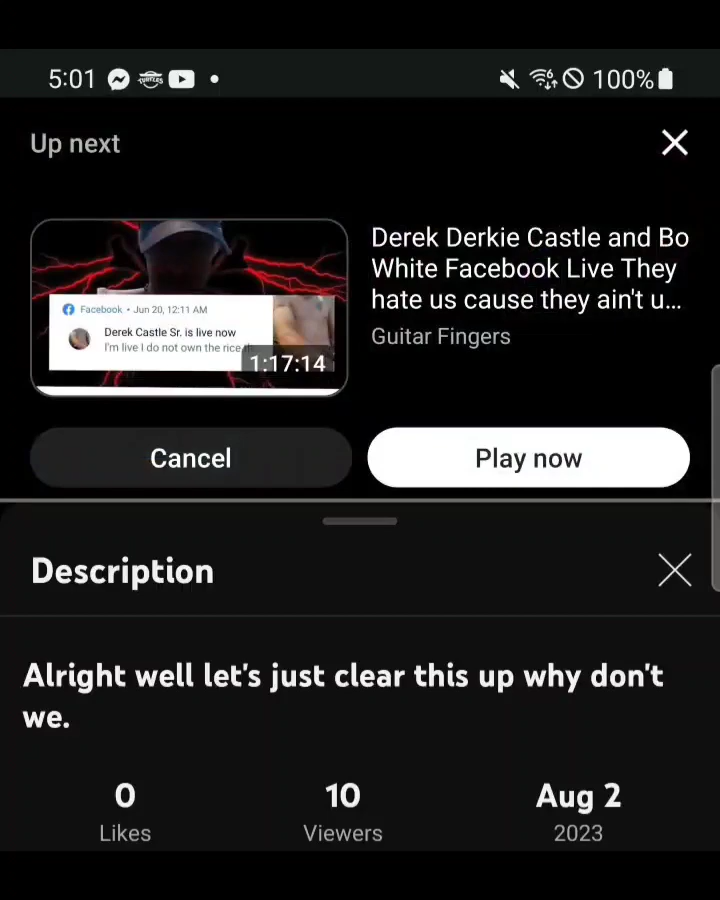 5:01 100%
Up next
Derek Derkie Castle and Bo
White Facebook Live They
hate us cause they ain't u...
Guitar Fingers
Facebook • Jun 20, 12:11 AM
Derek Castle Sr. is live now
I'm live I do not own the rice
1:17:14
Cancel
Play now
Description
Alright well let's just clear this up why don't
we.
0 10 Aug 2
Likes Viewers 2023